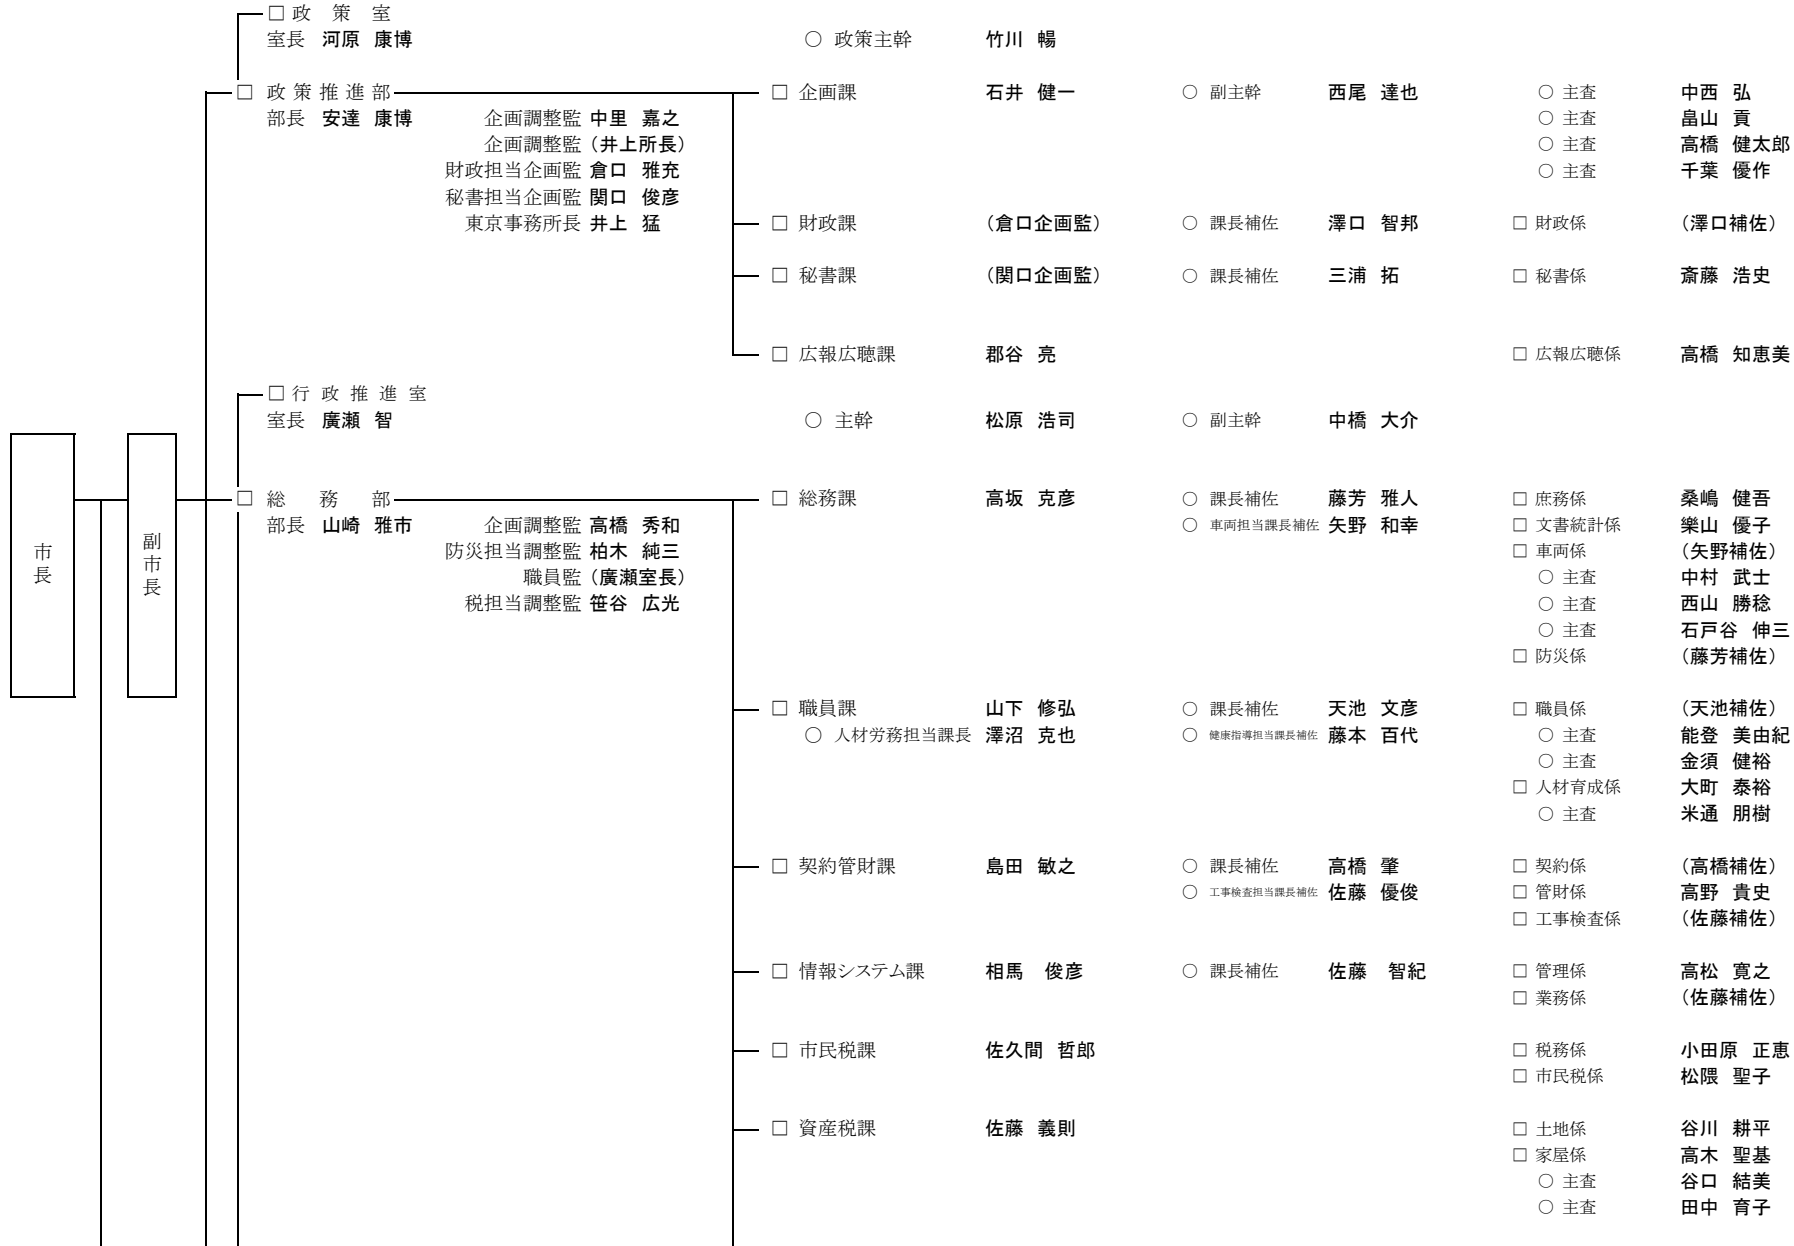 □ 政 策 室
室長 河原 康博 ○ 政策主幹 竹川 暢
□ 政 策 推 進 部 □ 企画課 石井 健一 ○ 副主幹 西尾 達也 ○ 主査 中西 弘
部長 安達 康博 企画調整監 中里 嘉之 ○ 主査 畠山 貢
企画調整監 (井上所長) ○ 主査 高橋 健太郎
財政担当企画監 倉口 雅充 ○ 主査 千葉 優作
秘書担当企画監 関口 俊彦
東京事務所長 井上 猛 □ 財政課 (倉口企画監) ○ 課長補佐 澤口 智邦 □ 財政係 (澤口補佐)
□ 秘書課 (関口企画監) ○ 課長補佐 三浦 拓 □ 秘書係 斎藤 浩史
□ 広報広聴課 郡谷 亮 □ 広報広聴係 高橋 知恵美
□ 行 政 推 進 室
室長 廣瀬 智 ○ 主幹 松原 浩司 ○ 副主幹 中橋 大介
市長
副市長
□ 総 務 部 □ 総務課 高坂 克彦 ○ 課長補佐 藤芳 雅人 □ 庶務係 桑嶋 健吾
部長 山崎 雅市 企画調整監 高橋 秀和 ○ 車両担当課長補佐 矢野 和幸 □ 文書統計係 樂山 優子
防災担当調整監 柏木 純三 □ 車両係 (矢野補佐)
職員監 (廣瀬室長) ○ 主査 中村 武士
税担当調整監 笹谷 広光 ○ 主査 西山 勝稔
○ 主査 石戸谷 伸三
□ 防災係 (藤芳補佐)
□ 職員課 山下 修弘 ○ 課長補佐 天池 文彦 □ 職員係 (天池補佐)
○ 人材労務担当課長 澤沼 克也 ○ 健康指導担当課長補佐 藤本 百代 ○ 主査 能登 美由紀
○ 主査 金須 健裕
□ 人材育成係 大町 泰裕
○ 主査 米通 朋樹
□ 契約管財課 島田 敏之 ○ 課長補佐 高橋 肇 □ 契約係 (高橋補佐)
○ 工事検査担当課長補佐 佐藤 優俊 □ 管財係 高野 貴史
□ 工事検査係 (佐藤補佐)
□ 情報システム課 相馬 俊彦 ○ 課長補佐 佐藤 智紀 □ 管理係 高松 寛之
□ 業務係 (佐藤補佐)
□ 市民税課 佐久間 哲郎 □ 税務係 小田原 正恵
□ 市民税係 松隈 聖子
□ 資産税課 佐藤 義則 □ 土地係 谷川 耕平
□ 家屋係 高木 聖基
○ 主査 谷口 結美
○ 主査 田中 育子